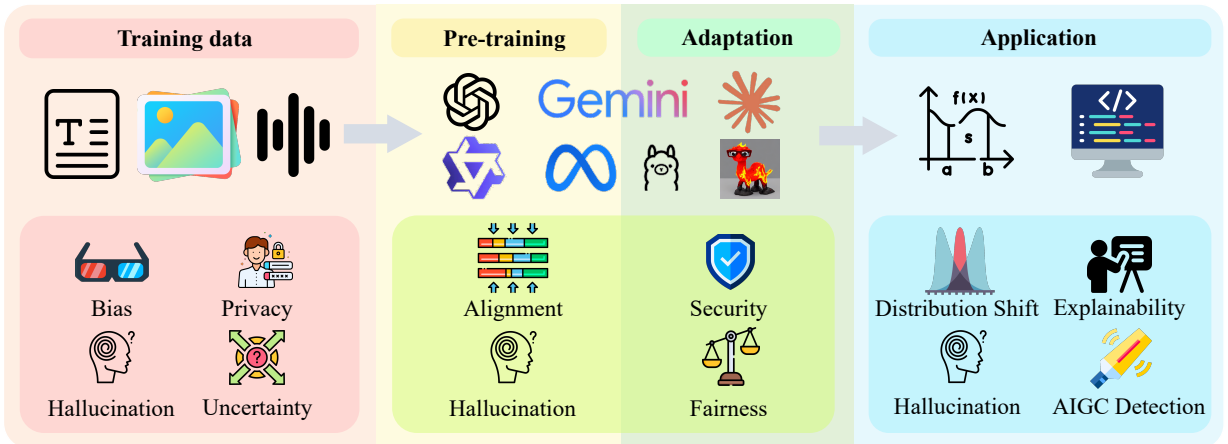 Training data
Pre-training
Adaptation
Application
T
Gemini
f(x)
s
a
b
</>
Bias
Privacy
Alignment
Security
Distribution Shift
Explainability
?
?
?
?
Hallucination
Uncertainty
Hallucination
Fairness
Hallucination
AIGC Detection